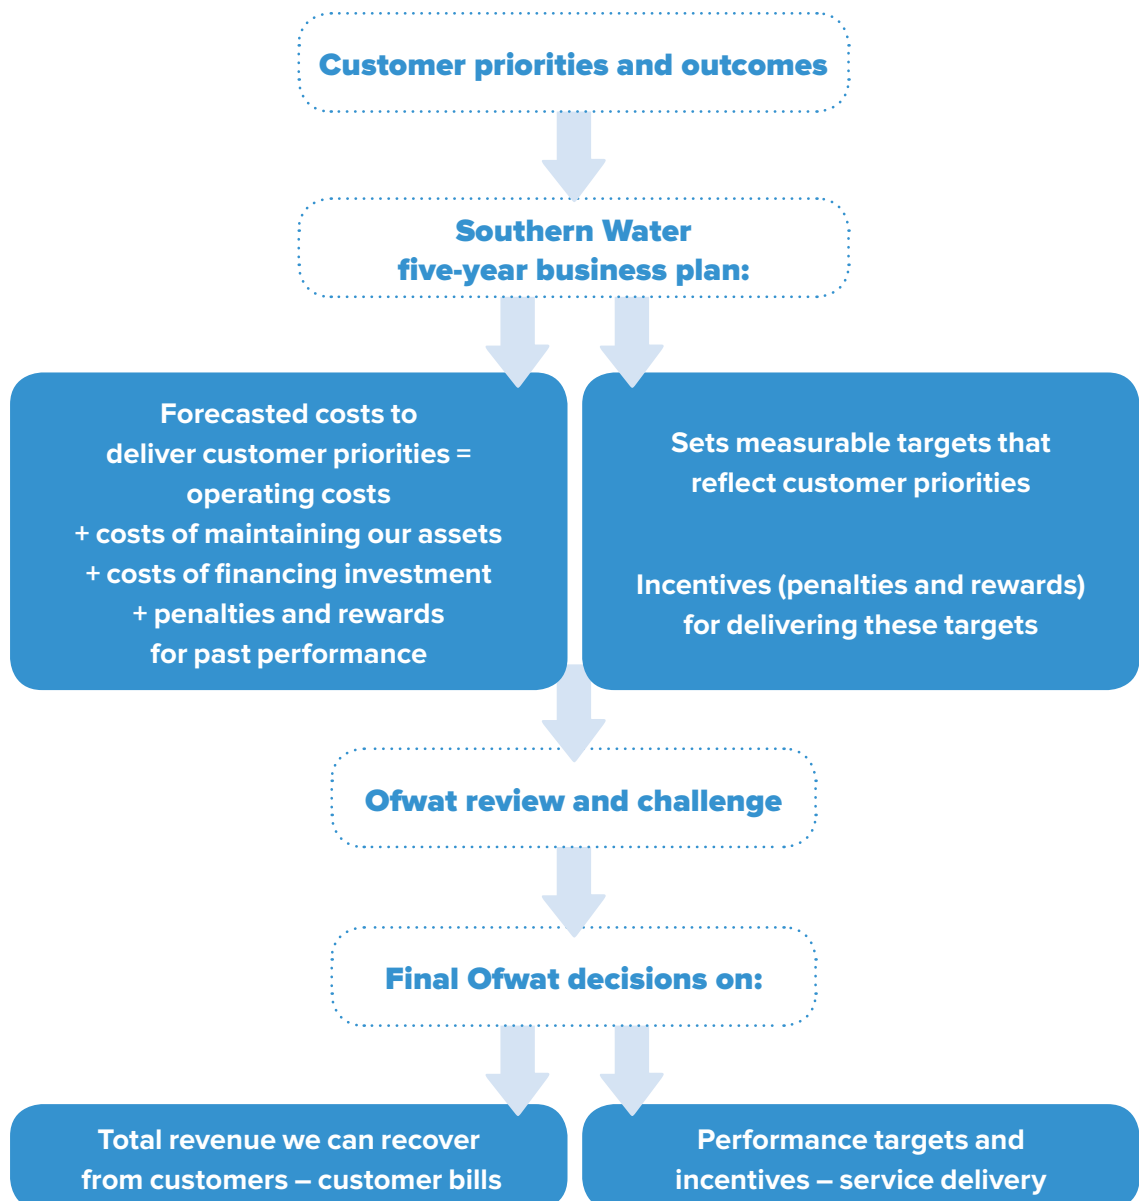 Customer priorities and outcomes
Southern Water
five-year business plan:
Forecasted costs to
deliver customer priorities =
operating costs
+ costs of maintaining our assets
+ costs of financing investment
+ penalties and rewards
for past performance
Sets measurable targets that
reflect customer priorities
Incentives (penalties and rewards)
for delivering these targets
Ofwat review and challenge
Final Ofwat decisions on:
Total revenue we can recover
from customers – customer bills
Performance targets and
incentives – service delivery